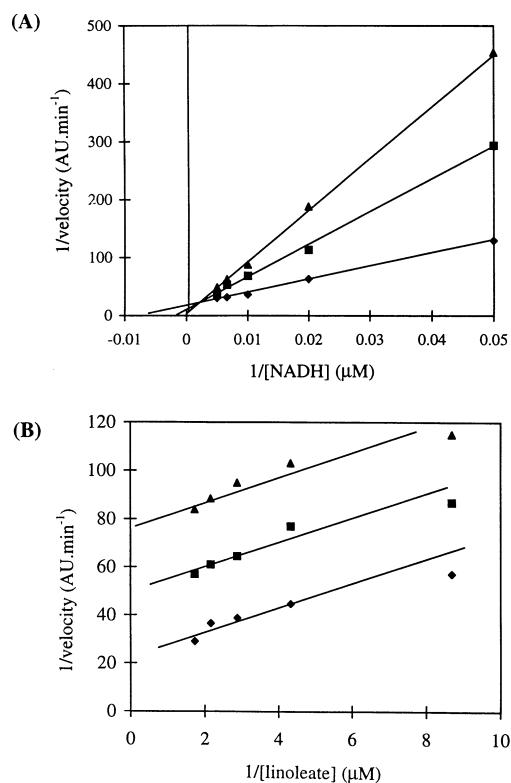 (A)
500
400
300
200
100
0
-0.01 0 0.01 0.02 0.03 0.04 0.05
1/velocity (AU.min⁻¹)
1/[NADH] (µM)
(B)
120
100
80
60
40
20
0
0 2 4 6 8 10
1/velocity (AU.min⁻¹)
1/[linoleate] (µM)